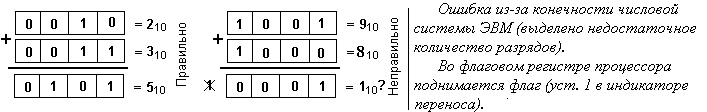 0 0 1 0 = 2₁₀
+
0 0 1 1 = 3₁₀
0 1 0 1 = 5₁₀
Правильно
1 0 0 1 = 9₁₀
+
1 0 0 0 = 8₁₀
1 0 0 0 1 = 1₁₀?
Неправильно
Ошибка из-за конечности числовой
системы ЭВМ (выделено недостаточное
количество разрядов).
Во флаговом регистре процессора
поднимается флаг (уст. 1 в индикаторе
переноса).